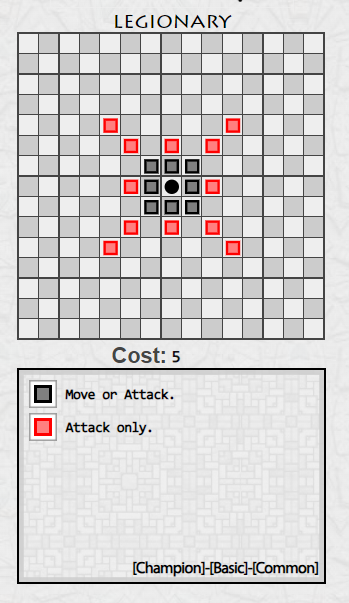 LEGIONARY
Cost: 5
Move or Attack.
Attack only.
[Champion]-[Basic]-[Common]